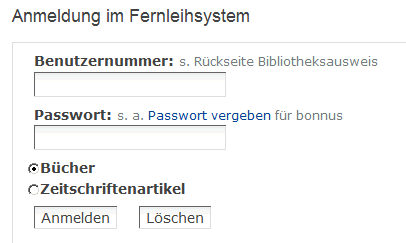 Anmeldung im Fernleihsystem
Benutzernummer: s. Rückseite Bibliotheksausweis
Passwort: s. a. Passwort vergeben für bonnus
Bücher
Zeitschriftenartikel
Anmelden Löschen